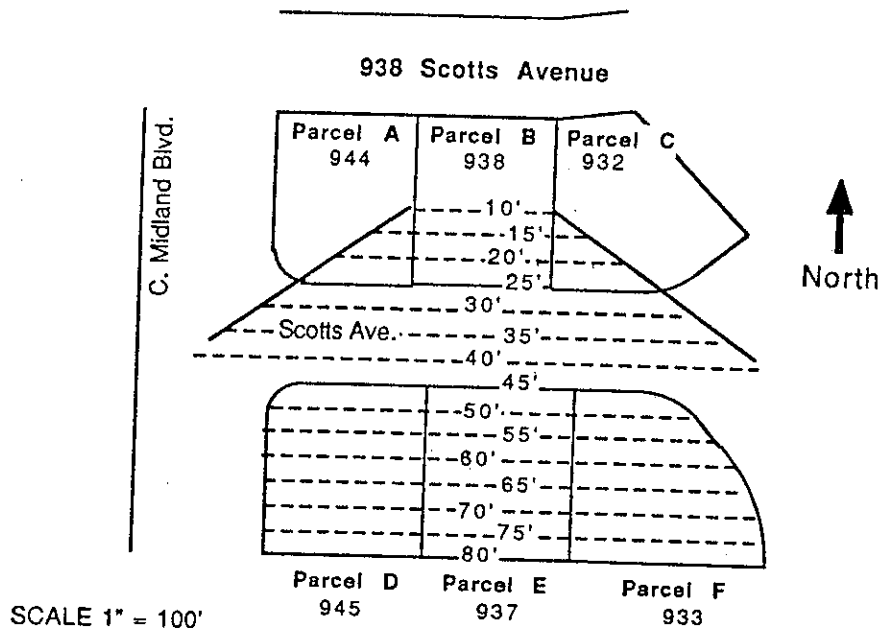 938 Scotts Avenue
C. Midland Blvd.
Parcel A
944
Parcel B
938
Parcel C
932
10'
15'
20'
25'
30'
Scotts Ave.
35'
40'
45'
50'
55'
60'
65'
70'
75'
80'
North
Parcel D
945
Parcel E
937
Parcel F
933
SCALE 1" = 100'